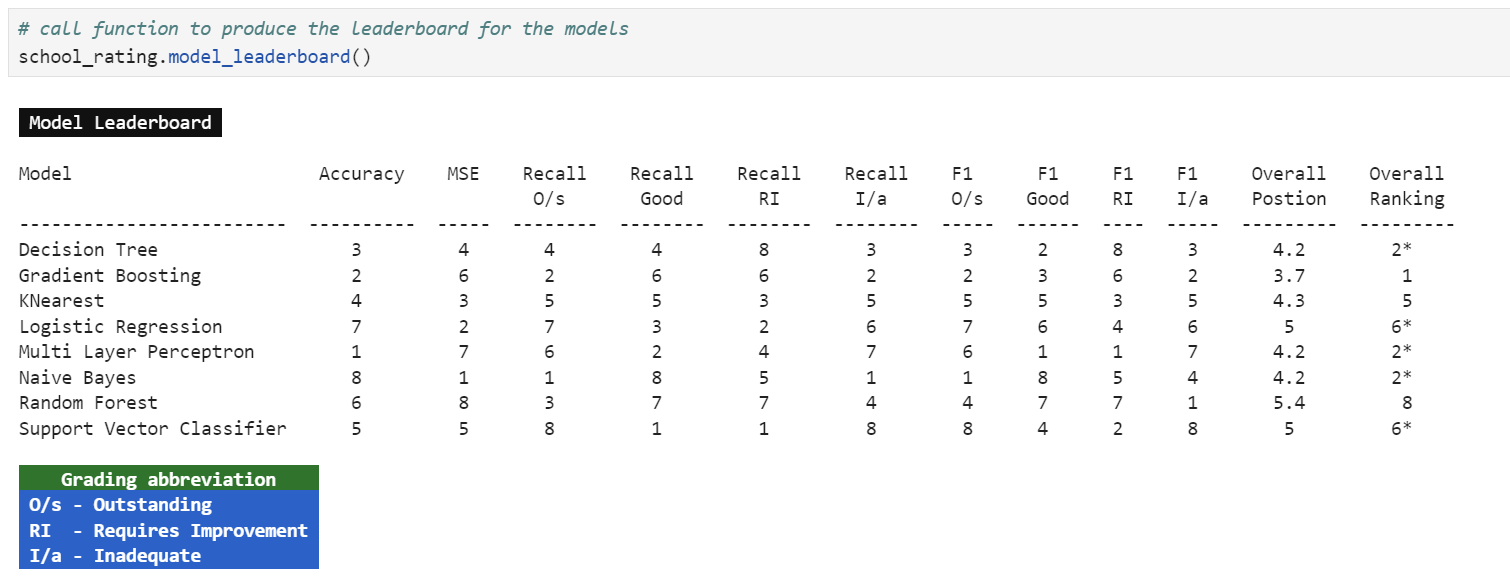 # call function to produce the leaderboard for the models
school_rating.model_leaderboard()
Model Leaderboard
Model Accuracy MSE Recall Recall Recall Recall F1 F1 F1 F1 Overall Overall
O/s Good RI I/a O/s Good RI I/a Postion Ranking
------------------------- ---------- ----- -------- -------- -------- -------- ----- ------ ---- ----- --------- ---------
Decision Tree 3 4 4 4 8 3 3 2 8 3 4.2 2*
Gradient Boosting 2 6 2 6 6 2 2 3 6 2 3.7 1
KNearest 4 3 5 5 3 5 5 5 3 5 4.3 5
Logistic Regression 7 2 7 3 2 6 7 6 4 6 5 6*
Multi Layer Perceptron 1 7 6 2 4 7 6 1 1 7 4.2 2*
Naive Bayes 8 1 1 8 5 1 1 8 5 4 4.2 2*
Random Forest 6 8 3 7 7 4 4 7 7 1 5.4 8
Support Vector Classifier 5 5 8 1 1 8 8 4 2 8 5 6*
Grading abbreviation
O/s - Outstanding
RI - Requires Improvement
I/a - Inadequate